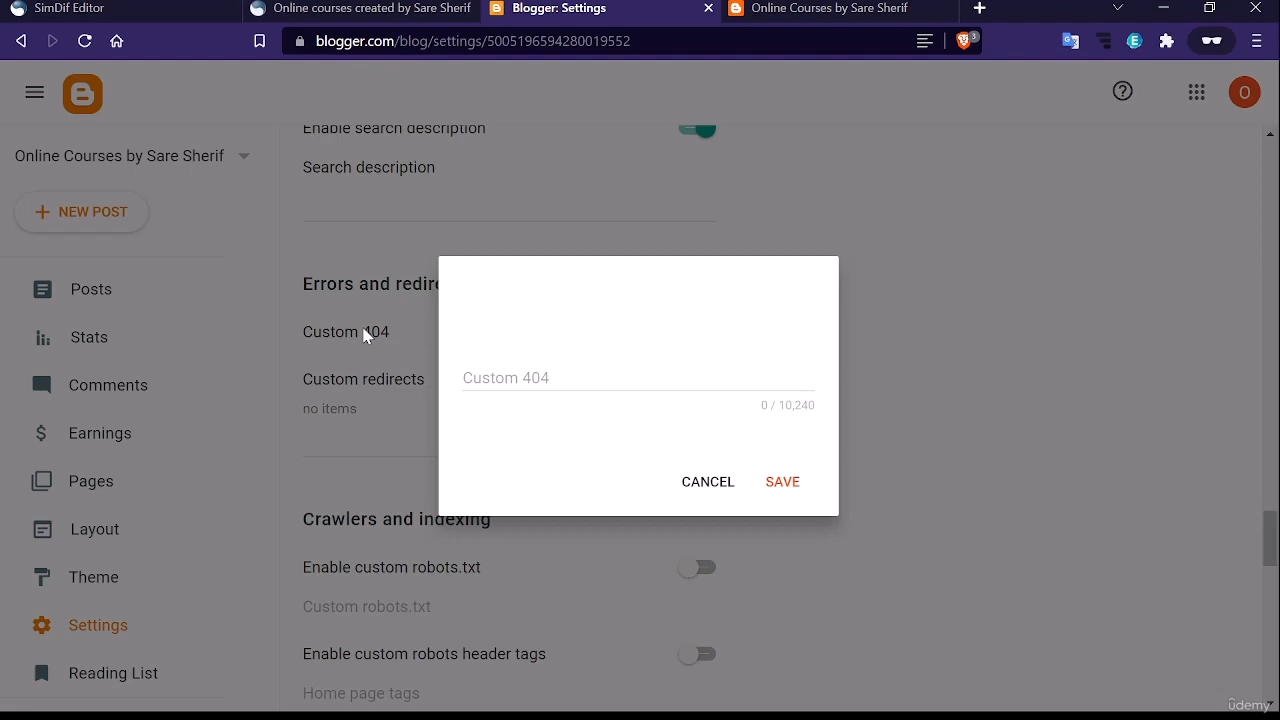 SimDif Editor
Online courses created by Sare Sherif
Blogger: Settings
Online Courses By Sare Sherif
blogger.com/blog/settings/5005196594280019552
3
E
O
Enable search description
Online Courses by Sare Sherif
Search description
NEW POST
Errors and redire
Posts
Custom 404
Stats
Custom 404
Custom redirects
Comments
0 / 10,240
no items
Earnings
Pages
CANCEL
SAVE
Crawlers and indexing
Layout
Enable custom robots.txt
Theme
Custom robots.txt
Settings
Enable custom robots header tags
Reading List
Home page tags
ûdemy